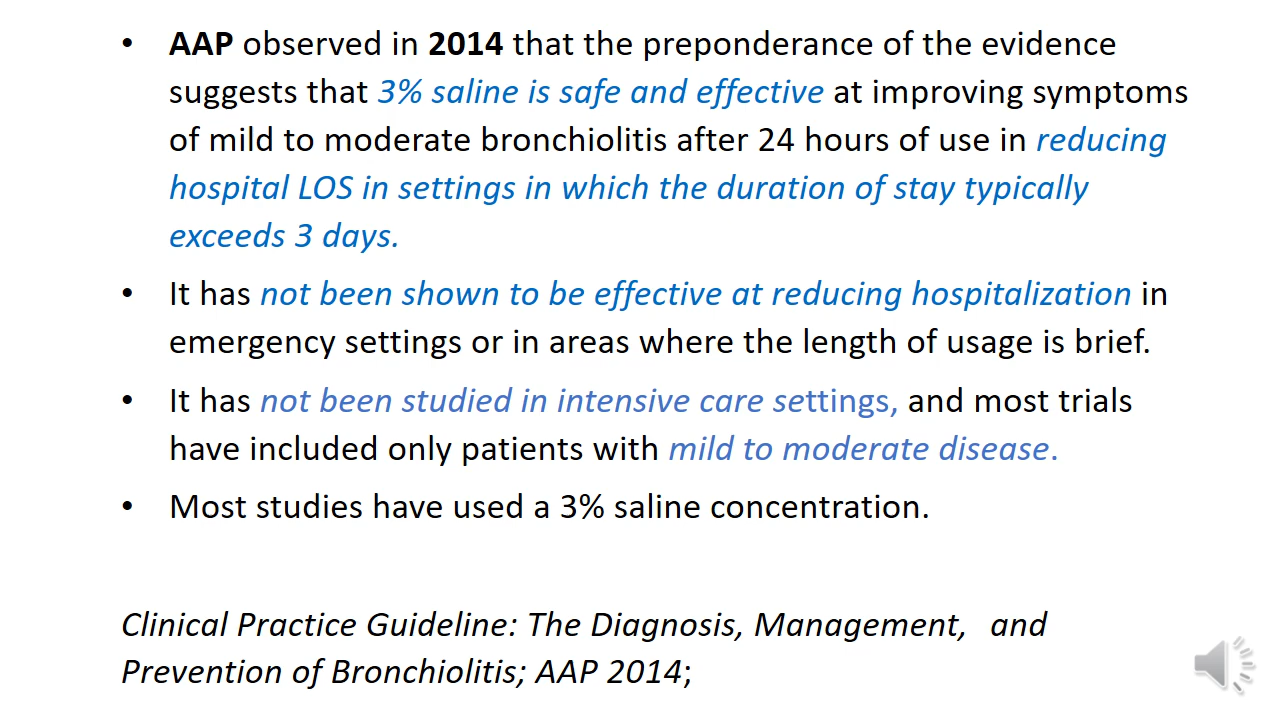 • AAP observed in 2014 that the preponderance of the evidence
suggests that 3% saline is safe and effective at improving symptoms
of mild to moderate bronchiolitis after 24 hours of use in reducing
hospital LOS in settings in which the duration of stay typically
exceeds 3 days.
• It has not been shown to be effective at reducing hospitalization in
emergency settings or in areas where the length of usage is brief.
• It has not been studied in intensive care settings, and most trials
have included only patients with mild to moderate disease.
• Most studies have used a 3% saline concentration.
Clinical Practice Guideline: The Diagnosis, Management, and
Prevention of Bronchiolitis; AAP 2014;